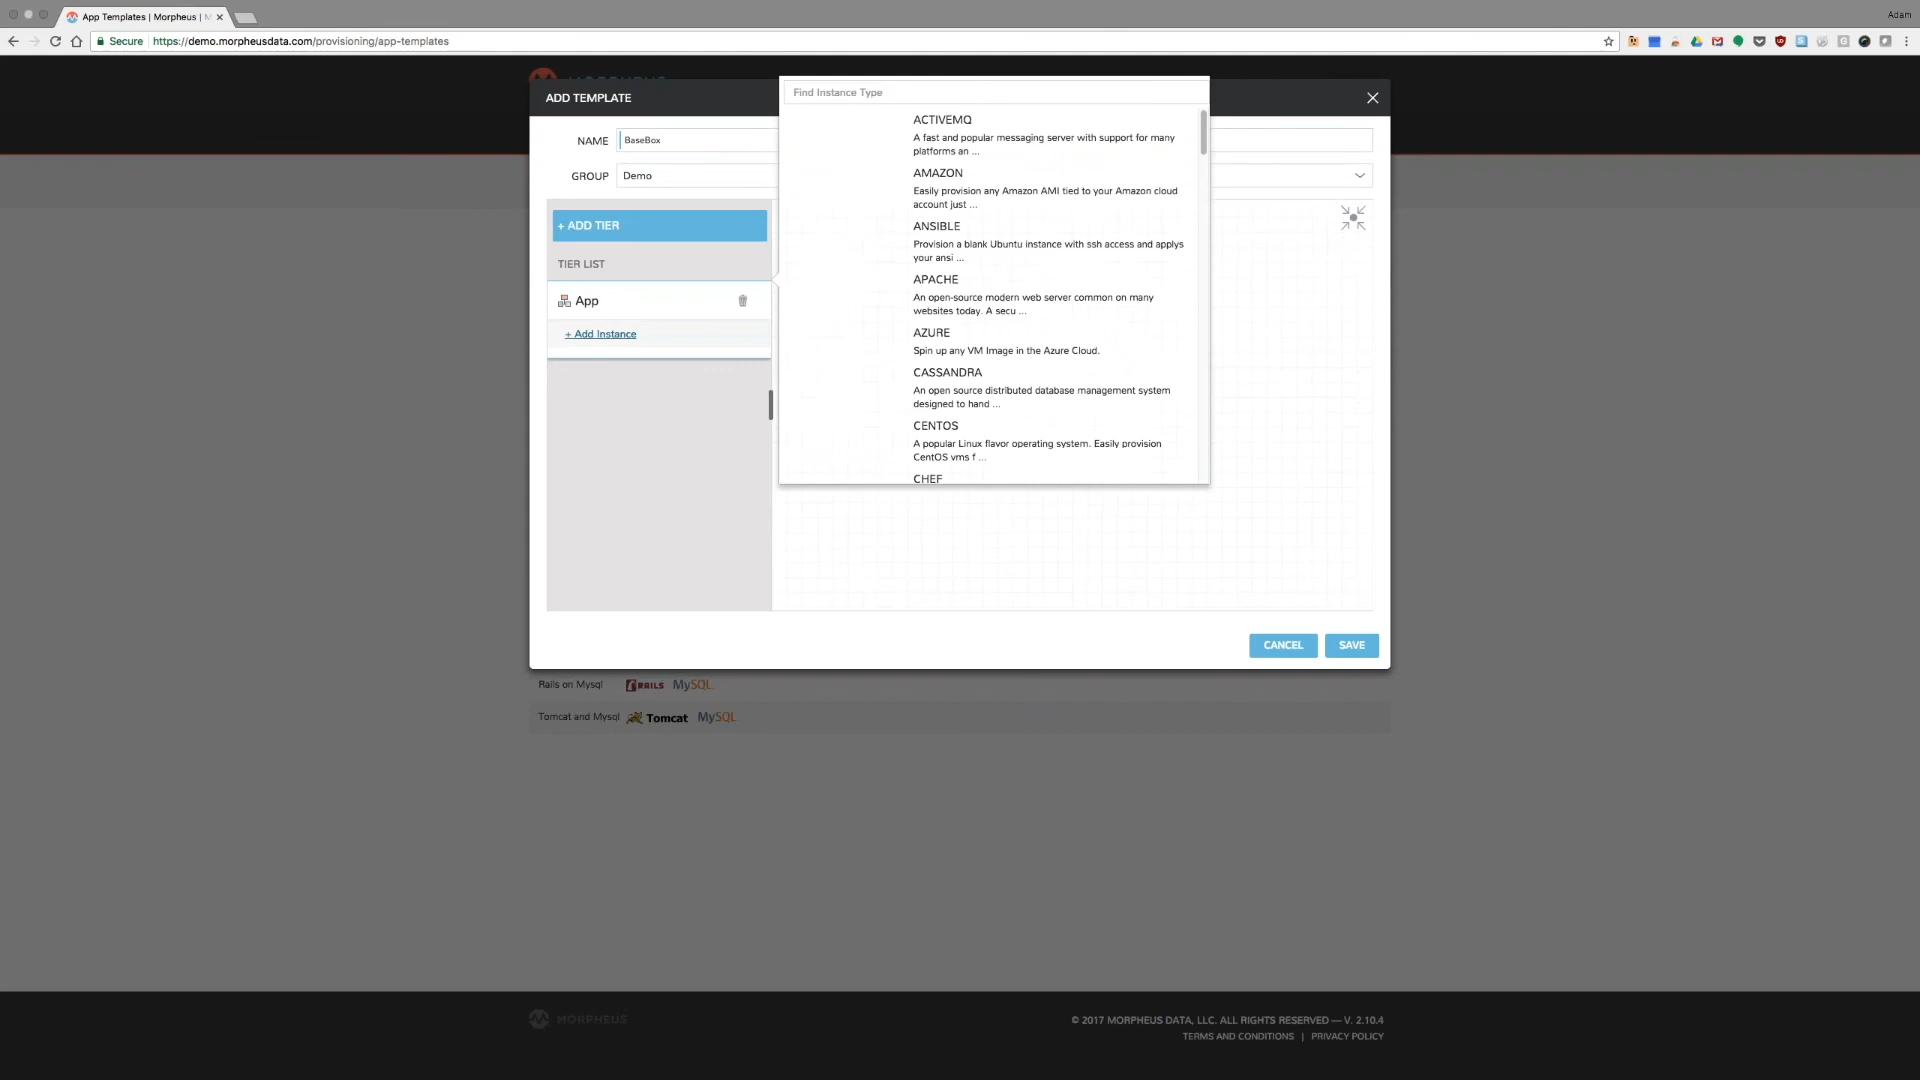 App Templates | Morpheus |
Adam
Secure
https://demo.morpheusdata.com/provisioning/app-templates
MORPHEUS
ADD TEMPLATE
Find Instance Type
NAME
BaseBox
GROUP
Demo
+ ADD TIER
TIER LIST
App
+ Add Instance
ACTIVEMQ
A fast and popular messaging server with support for many
platforms an ...
AMAZON
Easily provision any Amazon AMI tied to your Amazon cloud
account just ...
ANSIBLE
Provision a blank Ubuntu instance with ssh access and applys
your ansi ...
APACHE
An open-source modern web server common on many
websites today. A secu ...
AZURE
Spin up any VM Image in the Azure Cloud.
CASSANDRA
An open source distributed database management system
designed to hand ...
CENTOS
A popular Linux flavor operating system. Easily provision
CentOS vms f ...
CHEF
CANCEL
SAVE
Rails on Mysql
RAILS
MySQL
Tomcat and Mysql
Tomcat
MySQL
MORPHEUS
© 2017 MORPHEUS DATA, LLC. ALL RIGHTS RESERVED — V. 2.10.4
TERMS AND CONDITIONS | PRIVACY POLICY